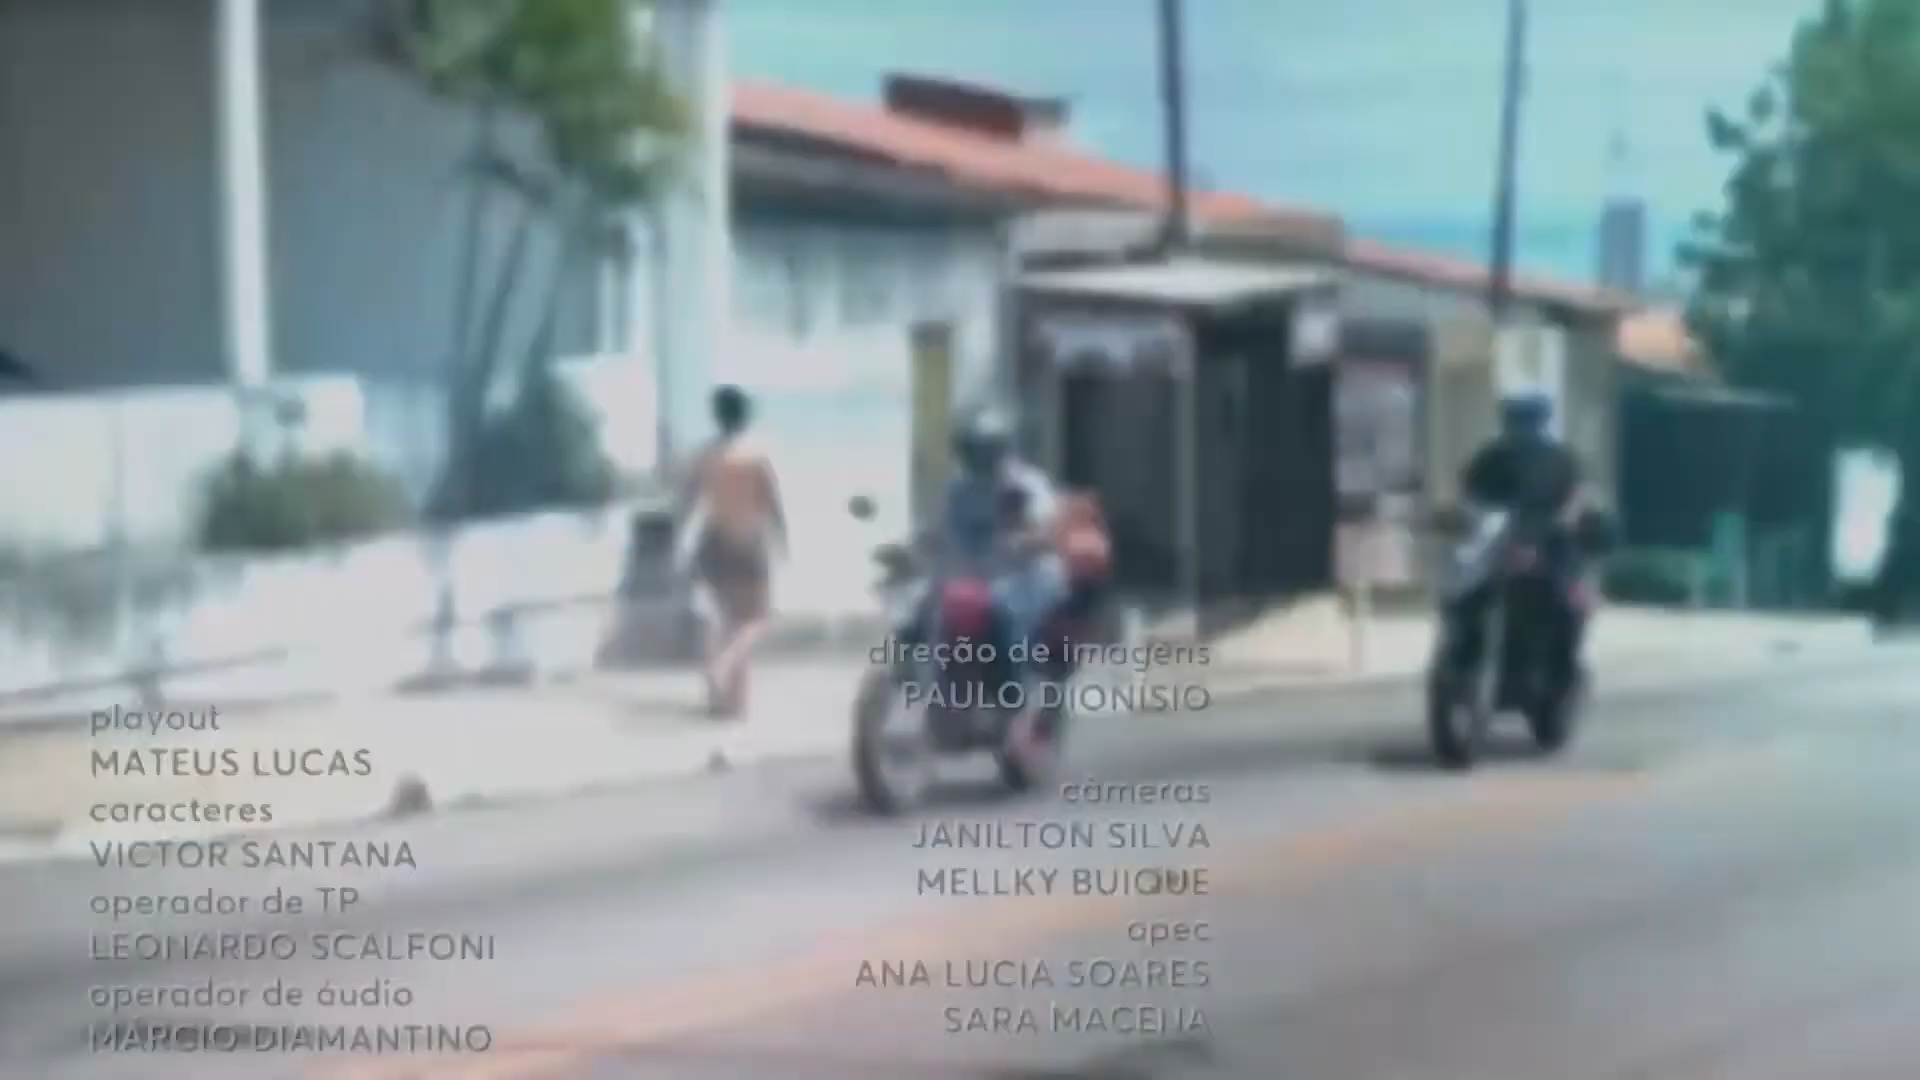 playout
MATEUS LUCAS
caracteres
VICTOR SANTANA
operador de TP
LEONARDO SCALFONI
operador de áudio
MARCIO DIAMANTINO
direção de imagens
PAULO DIONÍSIO
câmeras
JANILTON SILVA
MELLKY BUIQUE
apec
ANA LUCIA SOARES
SARA MACENA